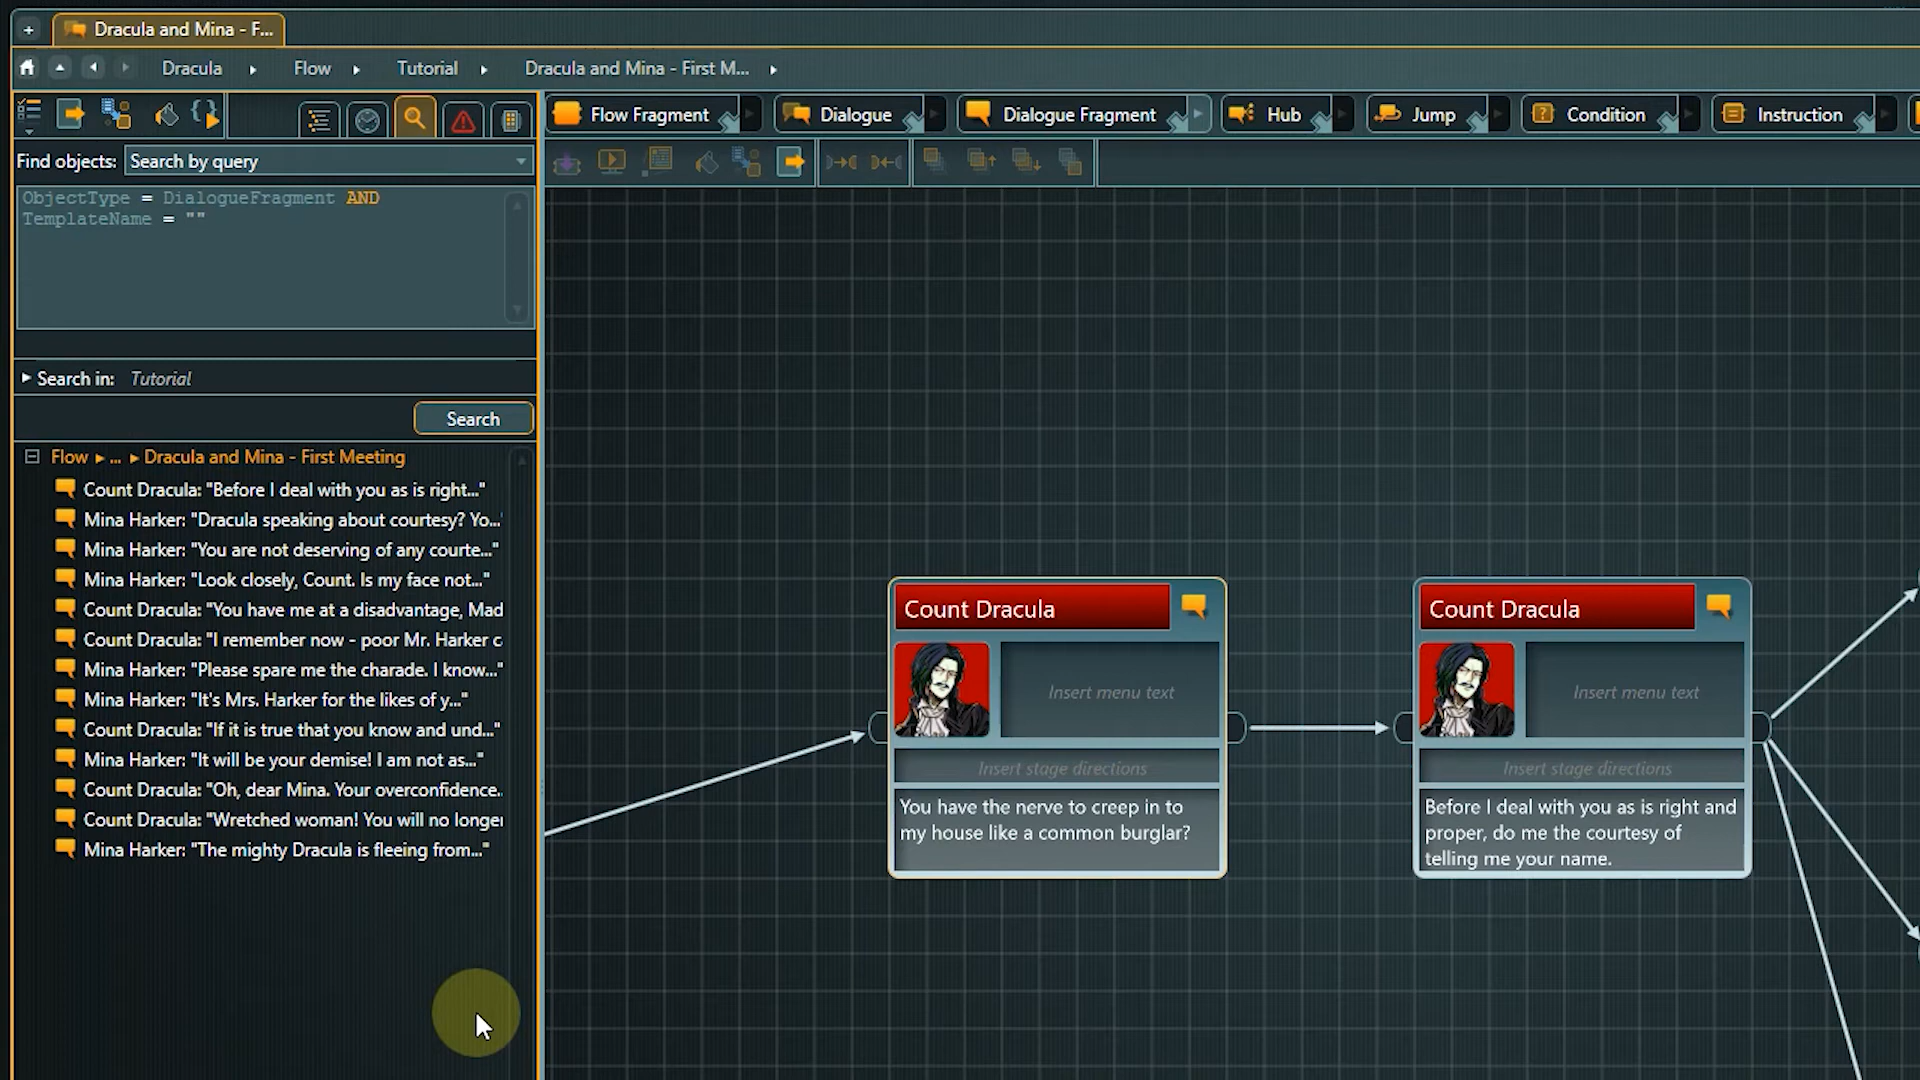 Dracula and Mina - F...
Dracula
Flow
Tutorial
Dracula and Mina - First M...
Flow Fragment
Dialogue
Dialogue Fragment
Hub
Jump
Condition
Instruction
Find objects:
Search by query
ObjectType = DialogueFragment AND
TemplateName = ""
Search in: Tutorial
Search
Flow ▸ ... ▸ Dracula and Mina - First Meeting
Count Dracula: "Before I deal with you as is right..."
Mina Harker: "Dracula speaking about courtesy? Yo..."
Mina Harker: "You are not deserving of any courte..."
Mina Harker: "Look closely, Count. Is my face not..."
Count Dracula: "You have me at a disadvantage, Mad
Count Dracula: "I remember now - poor Mr. Harker c
Mina Harker: "Please spare me the charade. I know..."
Mina Harker: "It's Mrs. Harker for the likes of y..."
Count Dracula: "If it is true that you know and und..."
Mina Harker: "It will be your demise! I am not as..."
Count Dracula: "Oh, dear Mina. Your overconfidence.
Count Dracula: "Wretched woman! You will no longer
Mina Harker: "The mighty Dracula is fleeing from..."
Count Dracula
Insert menu text
Insert stage directions
You have the nerve to creep in to
my house like a common burglar?
Count Dracula
Insert menu text
Insert stage directions
Before I deal with you as is right and
proper, do me the courtesy of
telling me your name.